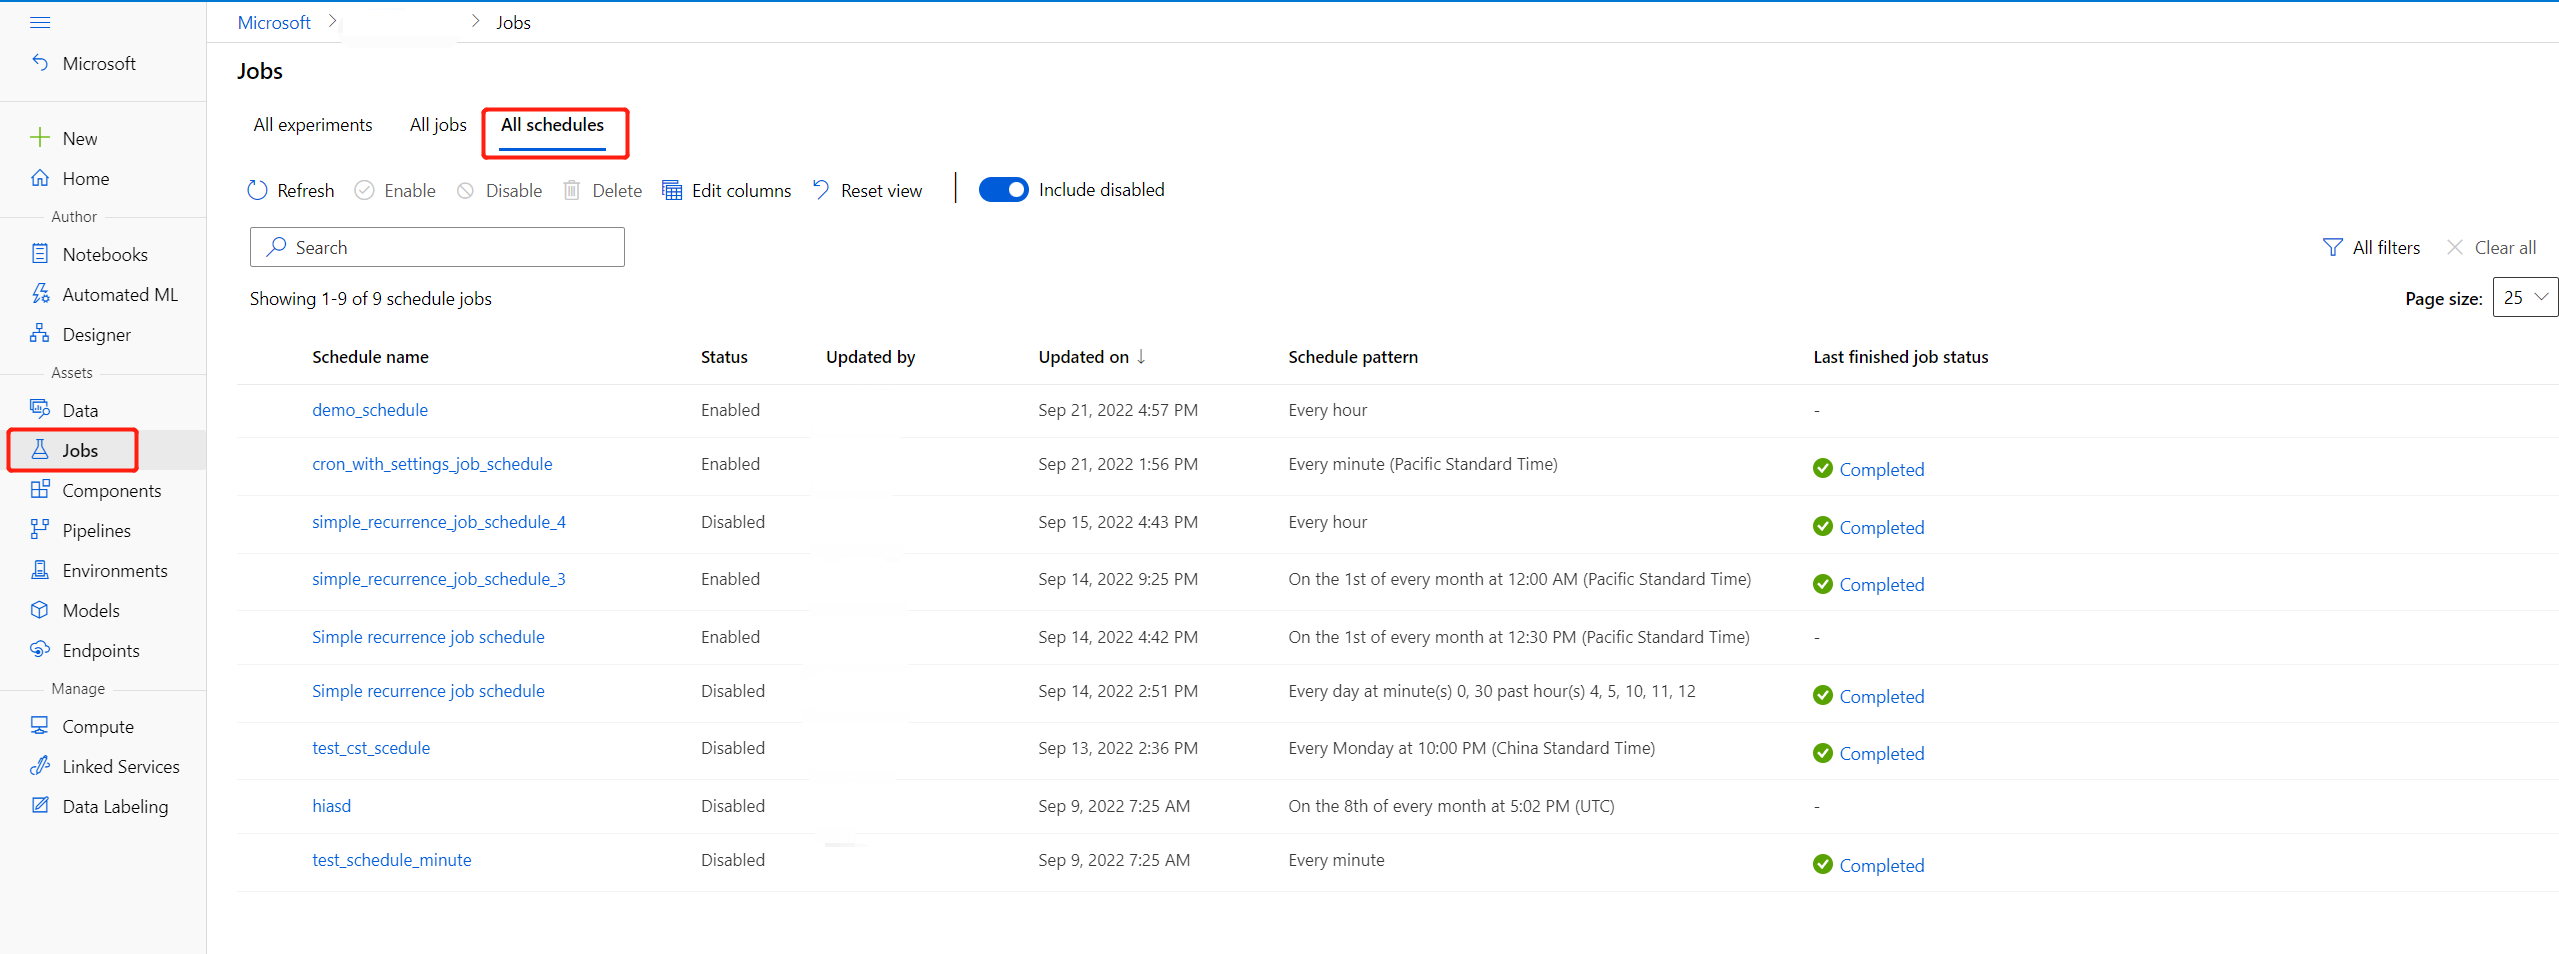 Microsoft > > Jobs
Microsoft
New
Home
Author
Notebooks
Automated ML
Designer
Assets
Data
Jobs
Components
Pipelines
Environments
Models
Endpoints
Manage
Compute
Linked Services
Data Labeling
Jobs
All experiments All jobs All schedules
Refresh Enable Disable Delete Edit columns Reset view Include disabled
Search All filters Clear all
Showing 1-9 of 9 schedule jobs Page size: 25
Schedule name Status Updated by Updated on ↓ Schedule pattern Last finished job status
demo_schedule Enabled Sep 21, 2022 4:57 PM Every hour -
cron_with_settings_job_schedule Enabled Sep 21, 2022 1:56 PM Every minute (Pacific Standard Time) Completed
simple_recurrence_job_schedule_4 Disabled Sep 15, 2022 4:43 PM Every hour Completed
simple_recurrence_job_schedule_3 Enabled Sep 14, 2022 9:25 PM On the 1st of every month at 12:00 AM (Pacific Standard Time) Completed
Simple recurrence job schedule Enabled Sep 14, 2022 4:42 PM On the 1st of every month at 12:30 PM (Pacific Standard Time) -
Simple recurrence job schedule Disabled Sep 14, 2022 2:51 PM Every day at minute(s) 0, 30 past hour(s) 4, 5, 10, 11, 12 Completed
test_cst_scedule Disabled Sep 13, 2022 2:36 PM Every Monday at 10:00 PM (China Standard Time) Completed
hiasd Disabled Sep 9, 2022 7:25 AM On the 8th of every month at 5:02 PM (UTC) -
test_schedule_minute Disabled Sep 9, 2022 7:25 AM Every minute Completed